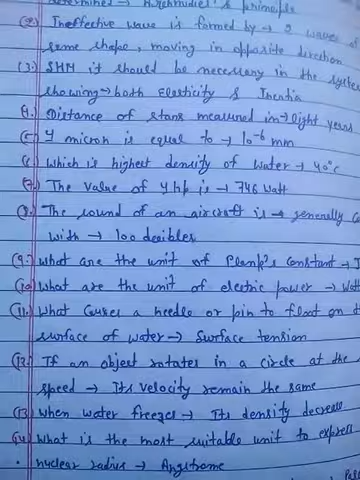 determined → Archimedies's principle
(2.) Ineffective wave is formed by → 2 waves of
same shape, moving in opposite direction
(3.) SHM it should be necessary in the system
showing → both Elasticity & Inertia
(4.) Distance of stars measured in → light years
(5.) 1 micron is equal to → 10⁻⁶ mm
(6.) Which is highest density of water → 4°C
(7.) The value of 1 hp is → 746 Watt
(8.) The sound of an aircraft is → generally
with → 100 decibles
(9.) What are the unit of Plank's Constant → J
(10.) What are the unit of electric power → Watt
(11.) What causes a needle or pin to float on
surface of water → Surface tension
(12.) If an object rotates in a circle at the
speed → Its velocity remain the same
(13.) When water freezes → Its density decrease
(14.) What is the most suitable unit to express
nuclear radius → Angstrome